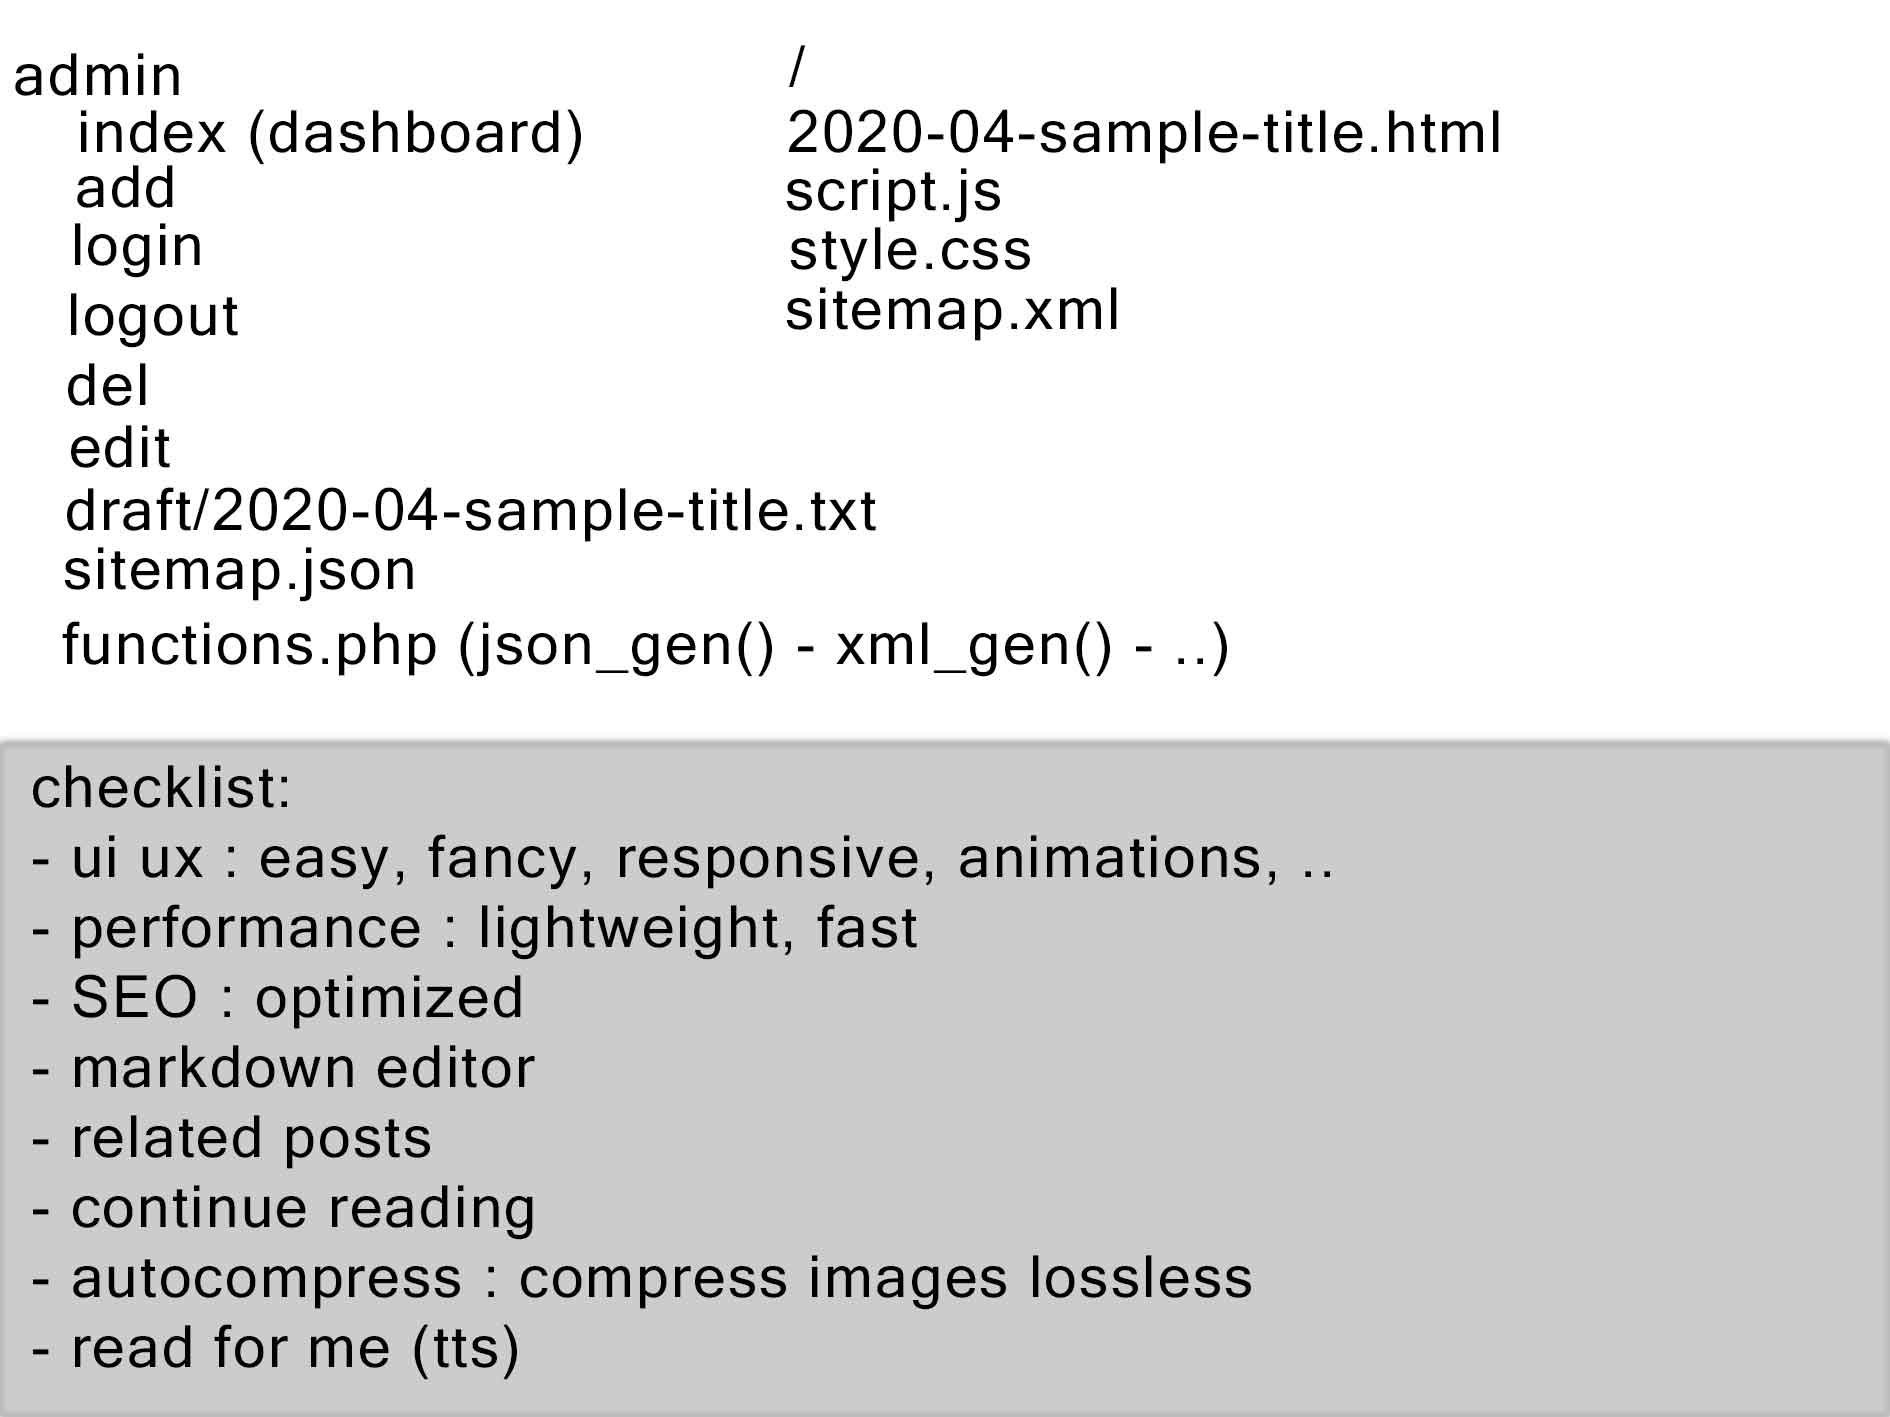 admin
index (dashboard)
add
login
logout
del
edit
draft/2020-04-sample-title.txt
sitemap.json
functions.php (json_gen() - xml_gen() - ..)
/
2020-04-sample-title.html
script.js
style.css
sitemap.xml
checklist:
- ui ux : easy, fancy, responsive, animations, ..
- performance : lightweight, fast
- SEO : optimized
- markdown editor
- related posts
- continue reading
- autocompress : compress images lossless
- read for me (tts)